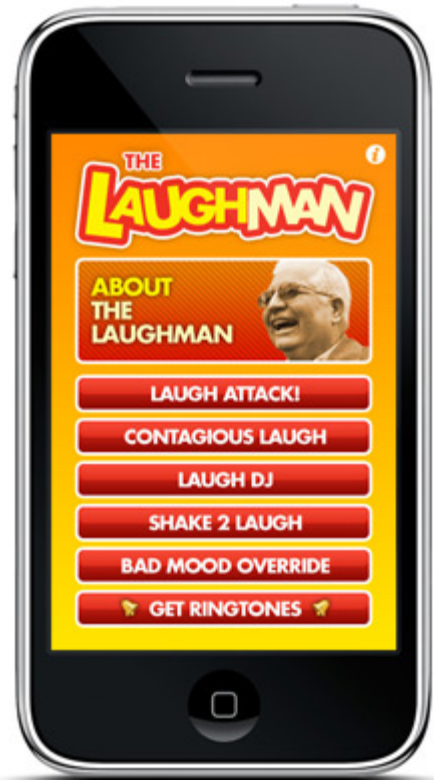 THE
LAUGHMAN
ABOUT
THE
LAUGHMAN
LAUGH ATTACK!
CONTAGIOUS LAUGH
LAUGH DJ
SHAKE 2 LAUGH
BAD MOOD OVERRIDE
GET RINGTONES